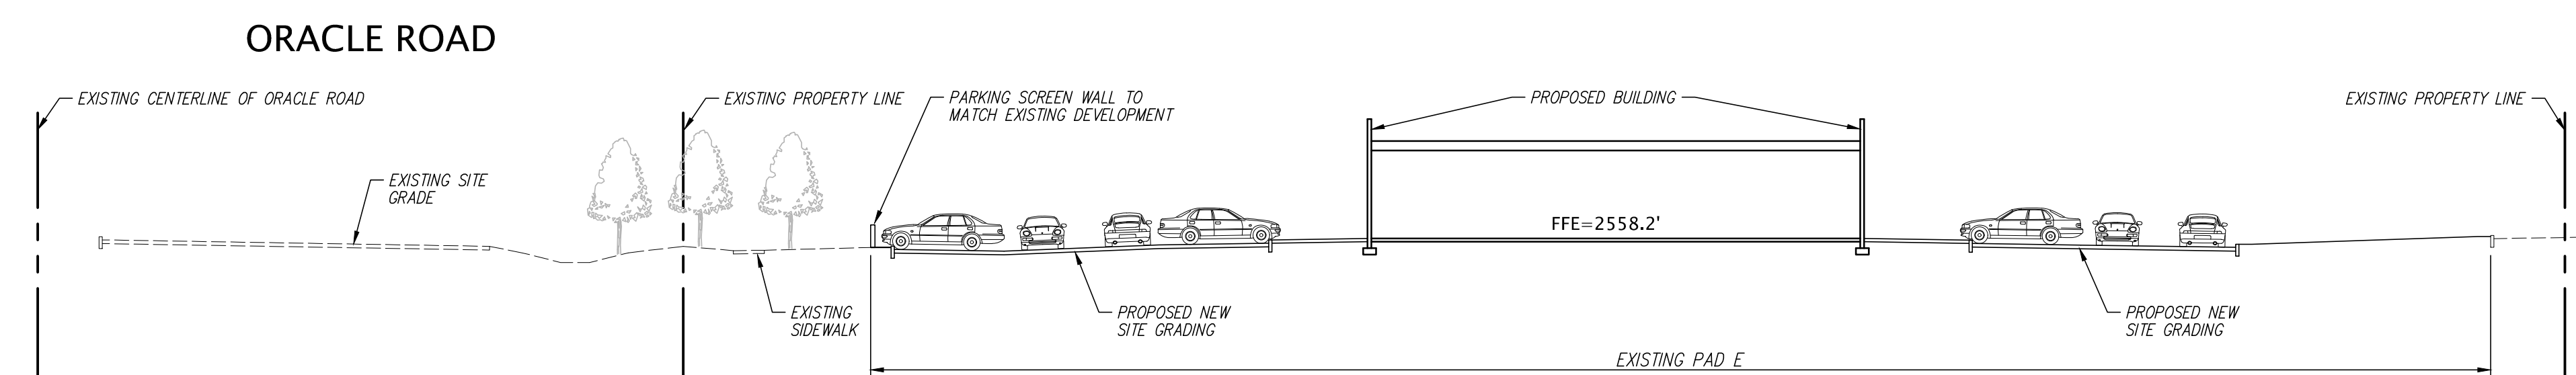 ORACLE ROAD
EXISTING CENTERLINE OF ORACLE ROAD
EXISTING PROPERTY LINE
PARKING SCREEN WALL TO
MATCH EXISTING DEVELOPMENT
PROPOSED BUILDING
EXISTING PROPERTY LINE
EXISTING SITE
GRADE
FFE=2558.2'
EXISTING
SIDEWALK
PROPOSED NEW
SITE GRADING
PROPOSED NEW
SITE GRADING
EXISTING PAD E